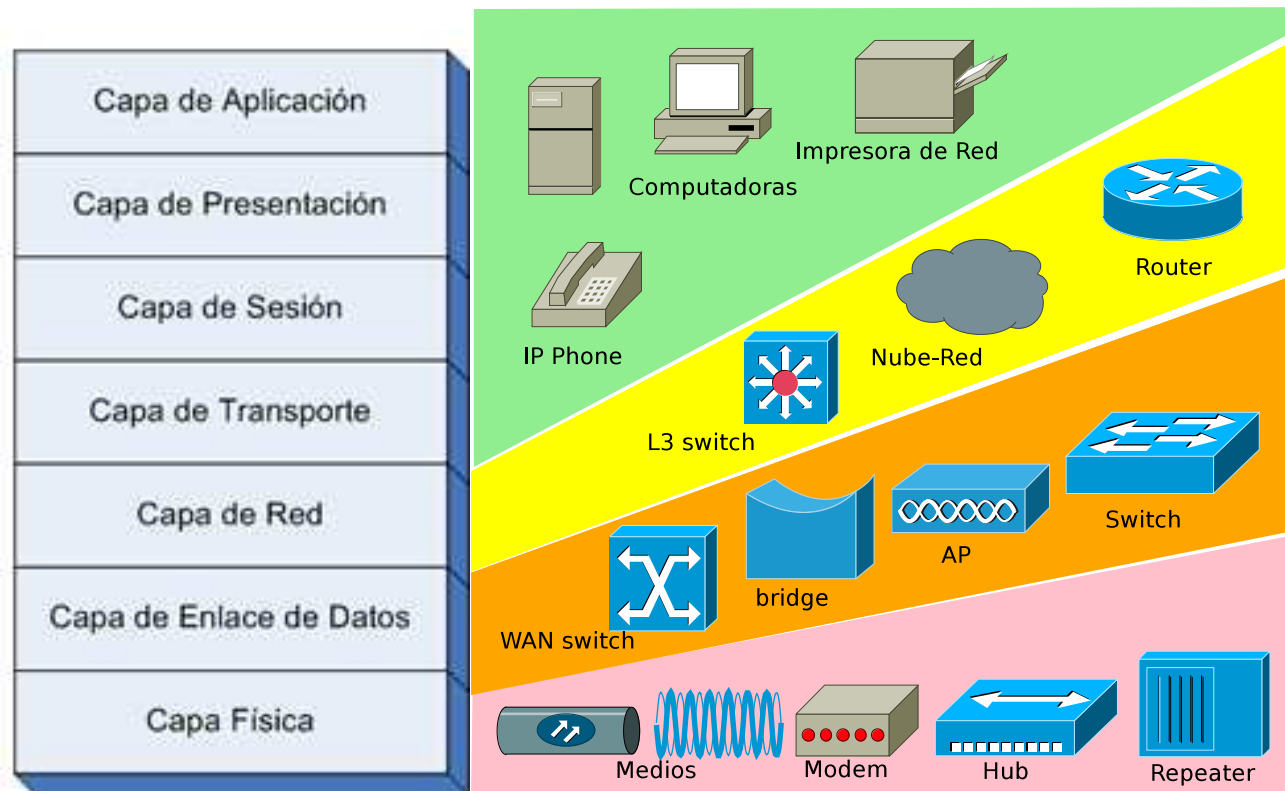 Capa de Aplicación
Capa de Presentación
Capa de Sesión
Capa de Transporte
Capa de Red
Capa de Enlace de Datos
Capa Física
Impresora de Red
Computadoras
IP Phone
Router
Nube-Red
L3 switch
Switch
AP
bridge
WAN switch
Medios
Modem
Hub
Repeater